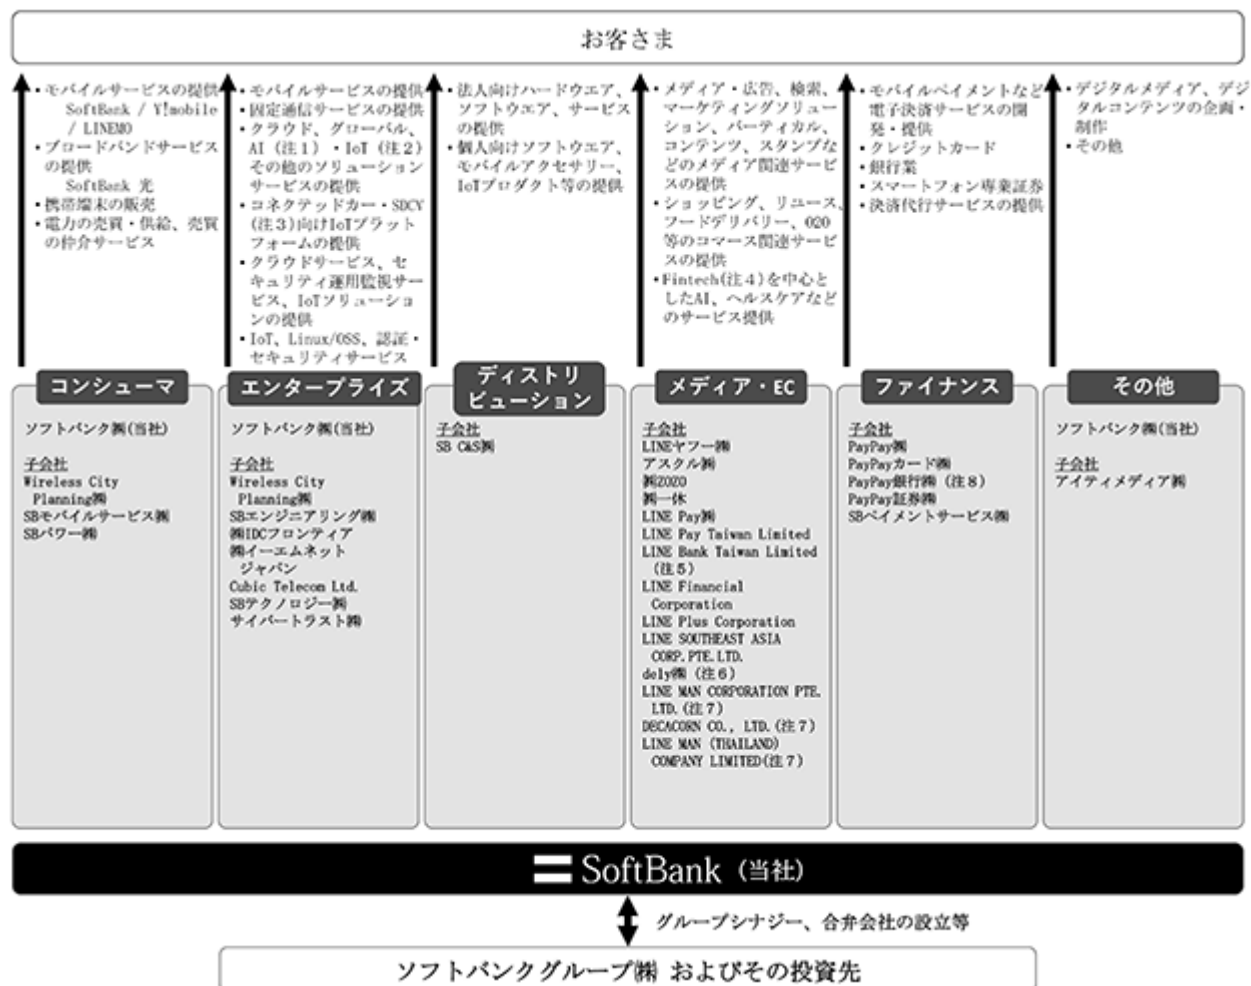 お客さま
・モバイルサービスの提供
SoftBank / Y!mobile
/ LINEMO
・ブロードバンドサービス
の提供
SoftBank 光
・携帯端末の販売
・電力の売買・供給、売買
の仲介サービス
・モバイルサービスの提供
・固定通信サービスの提供
・クラウド、グローバル、
AI（注1）・IoT（注2）
その他のソリューション
サービスの提供
・コネクテッドカー・SDCV
(注3)向けIoTプラット
フォームの提供
・クラウドサービス、セ
キュリティ運用監視サー
ビス、IoTソリューショ
ンの提供
・IoT、Linux/OSS、認証・
セキュリティサービス
・法人向けハードウエア、
ソフトウエア、サービス
の提供
・個人向けソフトウエア、
モバイルアクセサリー、
IoTプロダクト等の提供
・メディア・広告、検索、
マーケティングソリュー
ション、バーティカル、
コンテンツ、スタンプな
どのメディア関連サービ
スの提供
・ショッピング、リユース、
フードデリバリー、O2O
等のコマース関連サービ
スの提供
・Fintech(注4)を中心と
したAI、ヘルスケアなど
のサービス提供
・モバイルペイメントなど
電子決済サービスの開
発・提供
・クレジットカード
・銀行業
・スマートフォン専業証券
・決済代行サービスの提供
・デジタルメディア、デジ
タルコンテンツの企画・
制作
・その他
コンシューマ
ソフトバンク㈱(当社)
子会社
Wireless City
Planning㈱
SBモバイルサービス㈱
SBパワー㈱
エンタープライズ
ソフトバンク㈱(当社)
子会社
Wireless City
Planning㈱
SBエンジニアリング㈱
㈱IDCフロンティア
㈱イーエムネット
ジャパン
Cubic Telecom Ltd.
SBテクノロジー㈱
サイバートラスト㈱
ディストリ
ビューション
子会社
SB C&S㈱
メディア・EC
子会社
LINEヤフー㈱
アスクル㈱
㈱ZOZO
㈱一休
LINE Pay㈱
LINE Pay Taiwan Limited
LINE Bank Taiwan Limited
（注5）
LINE Financial
Corporation
LINE Plus Corporation
LINE SOUTHEAST ASIA
CORP.PTE.LTD.
dely㈱（注6）
LINE MAN CORPORATION PTE.
LTD.(注7)
DECACORN CO., LTD.(注7)
LINE MAN (THAILAND)
COMPANY LIMITED(注7)
ファイナンス
子会社
PayPay㈱
PayPayカード㈱
PayPay銀行㈱（注8）
PayPay証券㈱
SBペイメントサービス㈱
その他
ソフトバンク㈱(当社)
子会社
アイティメディア㈱
SoftBank（当社）
グループシナジー、合弁会社の設立等
ソフトバンクグループ㈱ およびその投資先